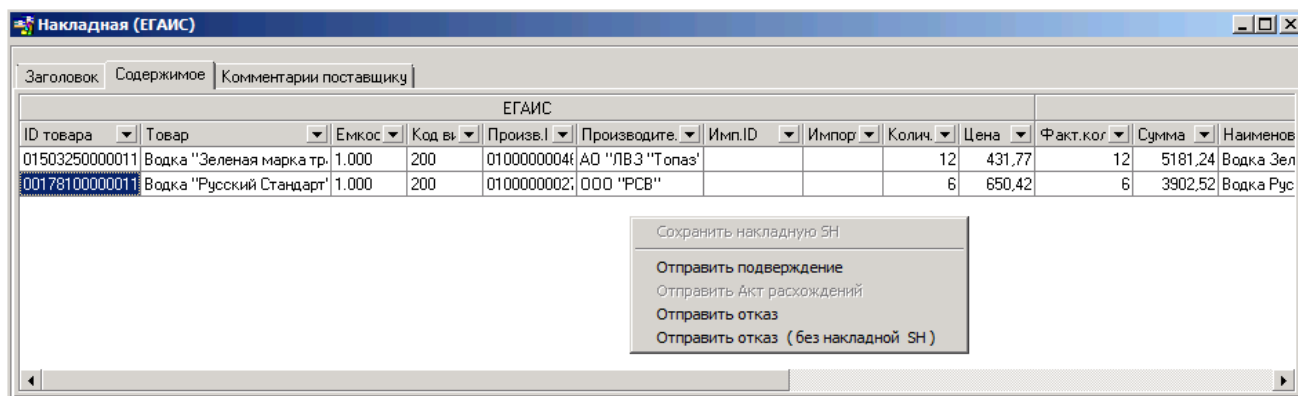 Накладная (ЕГАИС)
Заголовок Содержимое Комментарии поставщику
ЕГАИС
ID товара Товар Емкос Код ви Произв.I Производите. Имп.ID Импор Колич. Цена Факт.кол Сумма Наименов
01503250000011 Водка "Зеленая марка тр. 1.000 200 0100000004 АО "ЛВЗ "Топаз" 12 431,77 12 5181,24 Водка Зел
00178100000011 Водка "Русский Стандарт" 1.000 200 0100000002 ООО "РСВ" 6 650,42 6 3902,52 Водка Рус
Сохранить накладную SH
Отправить подверждение
Отправить Акт расхождений
Отправить отказ
Отправить отказ ( без накладной SH )